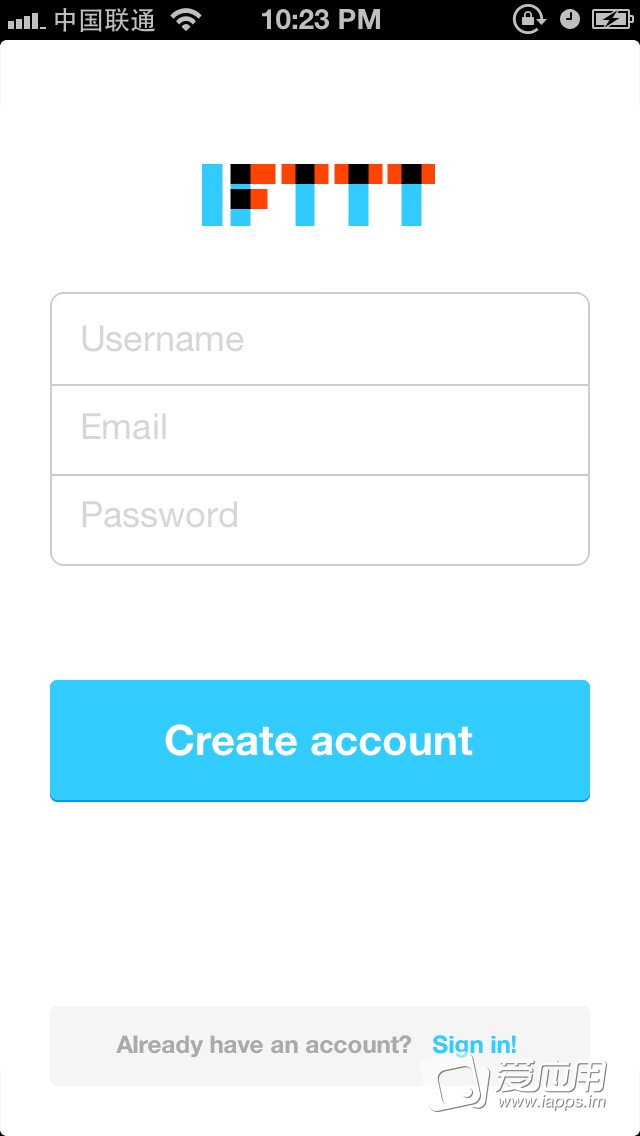 中国联通 10:23 PM
IFTTT
Username
Email
Password
Create account
Already have an account? Sign in!
爱应用
www.iapps.im